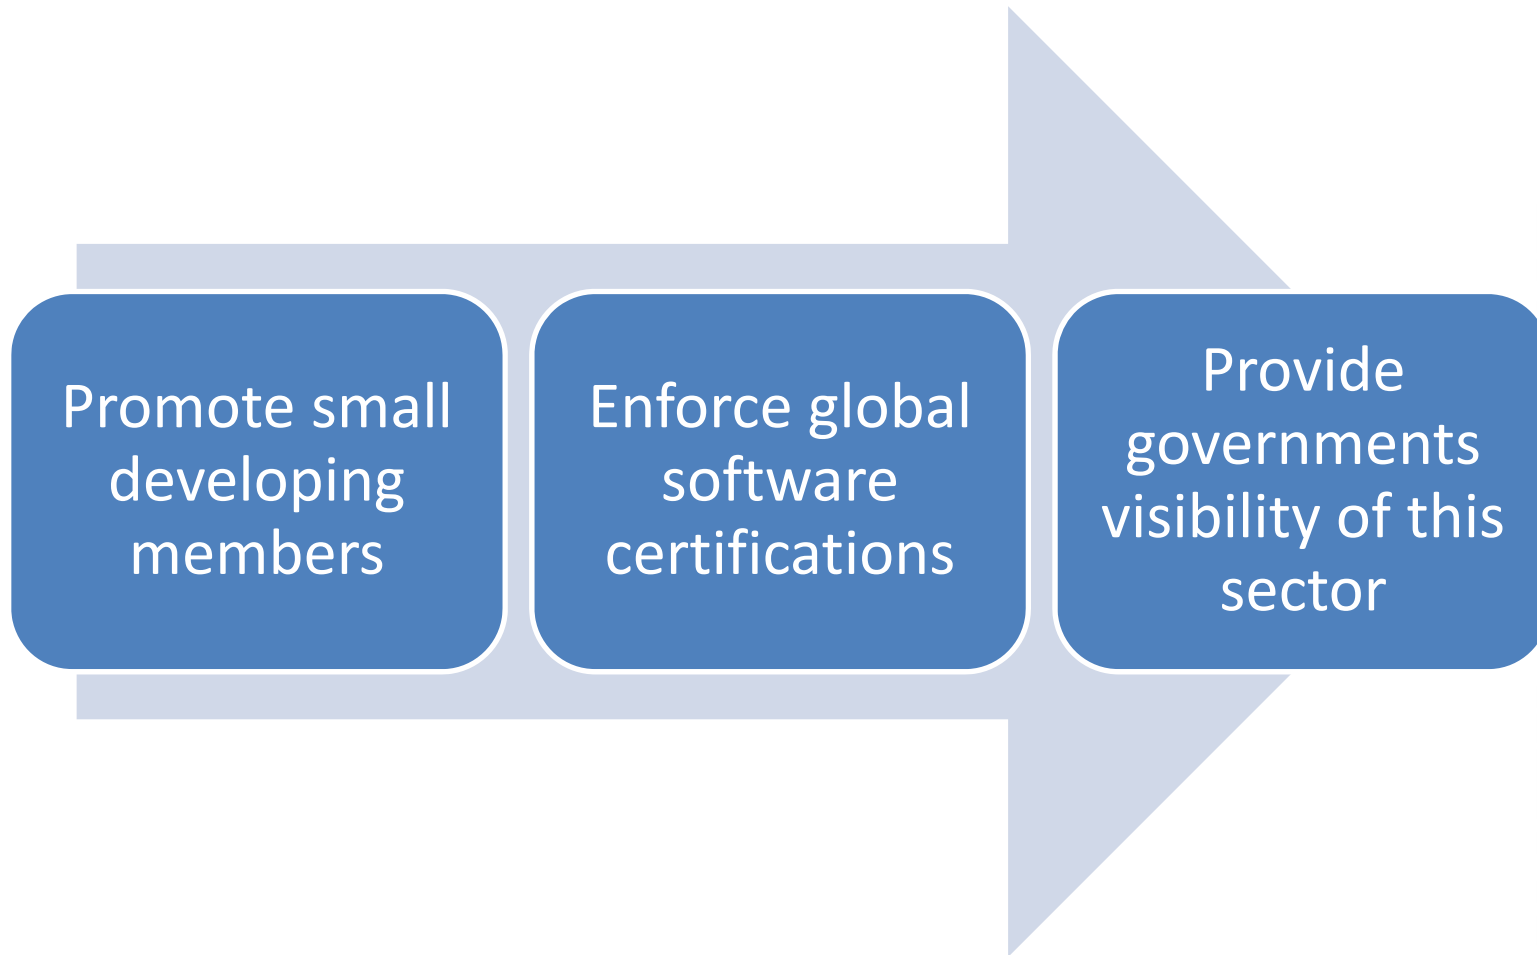 Promote small
developing
members
Enforce global
software
certifications
Provide
governments
visibility of this
sector